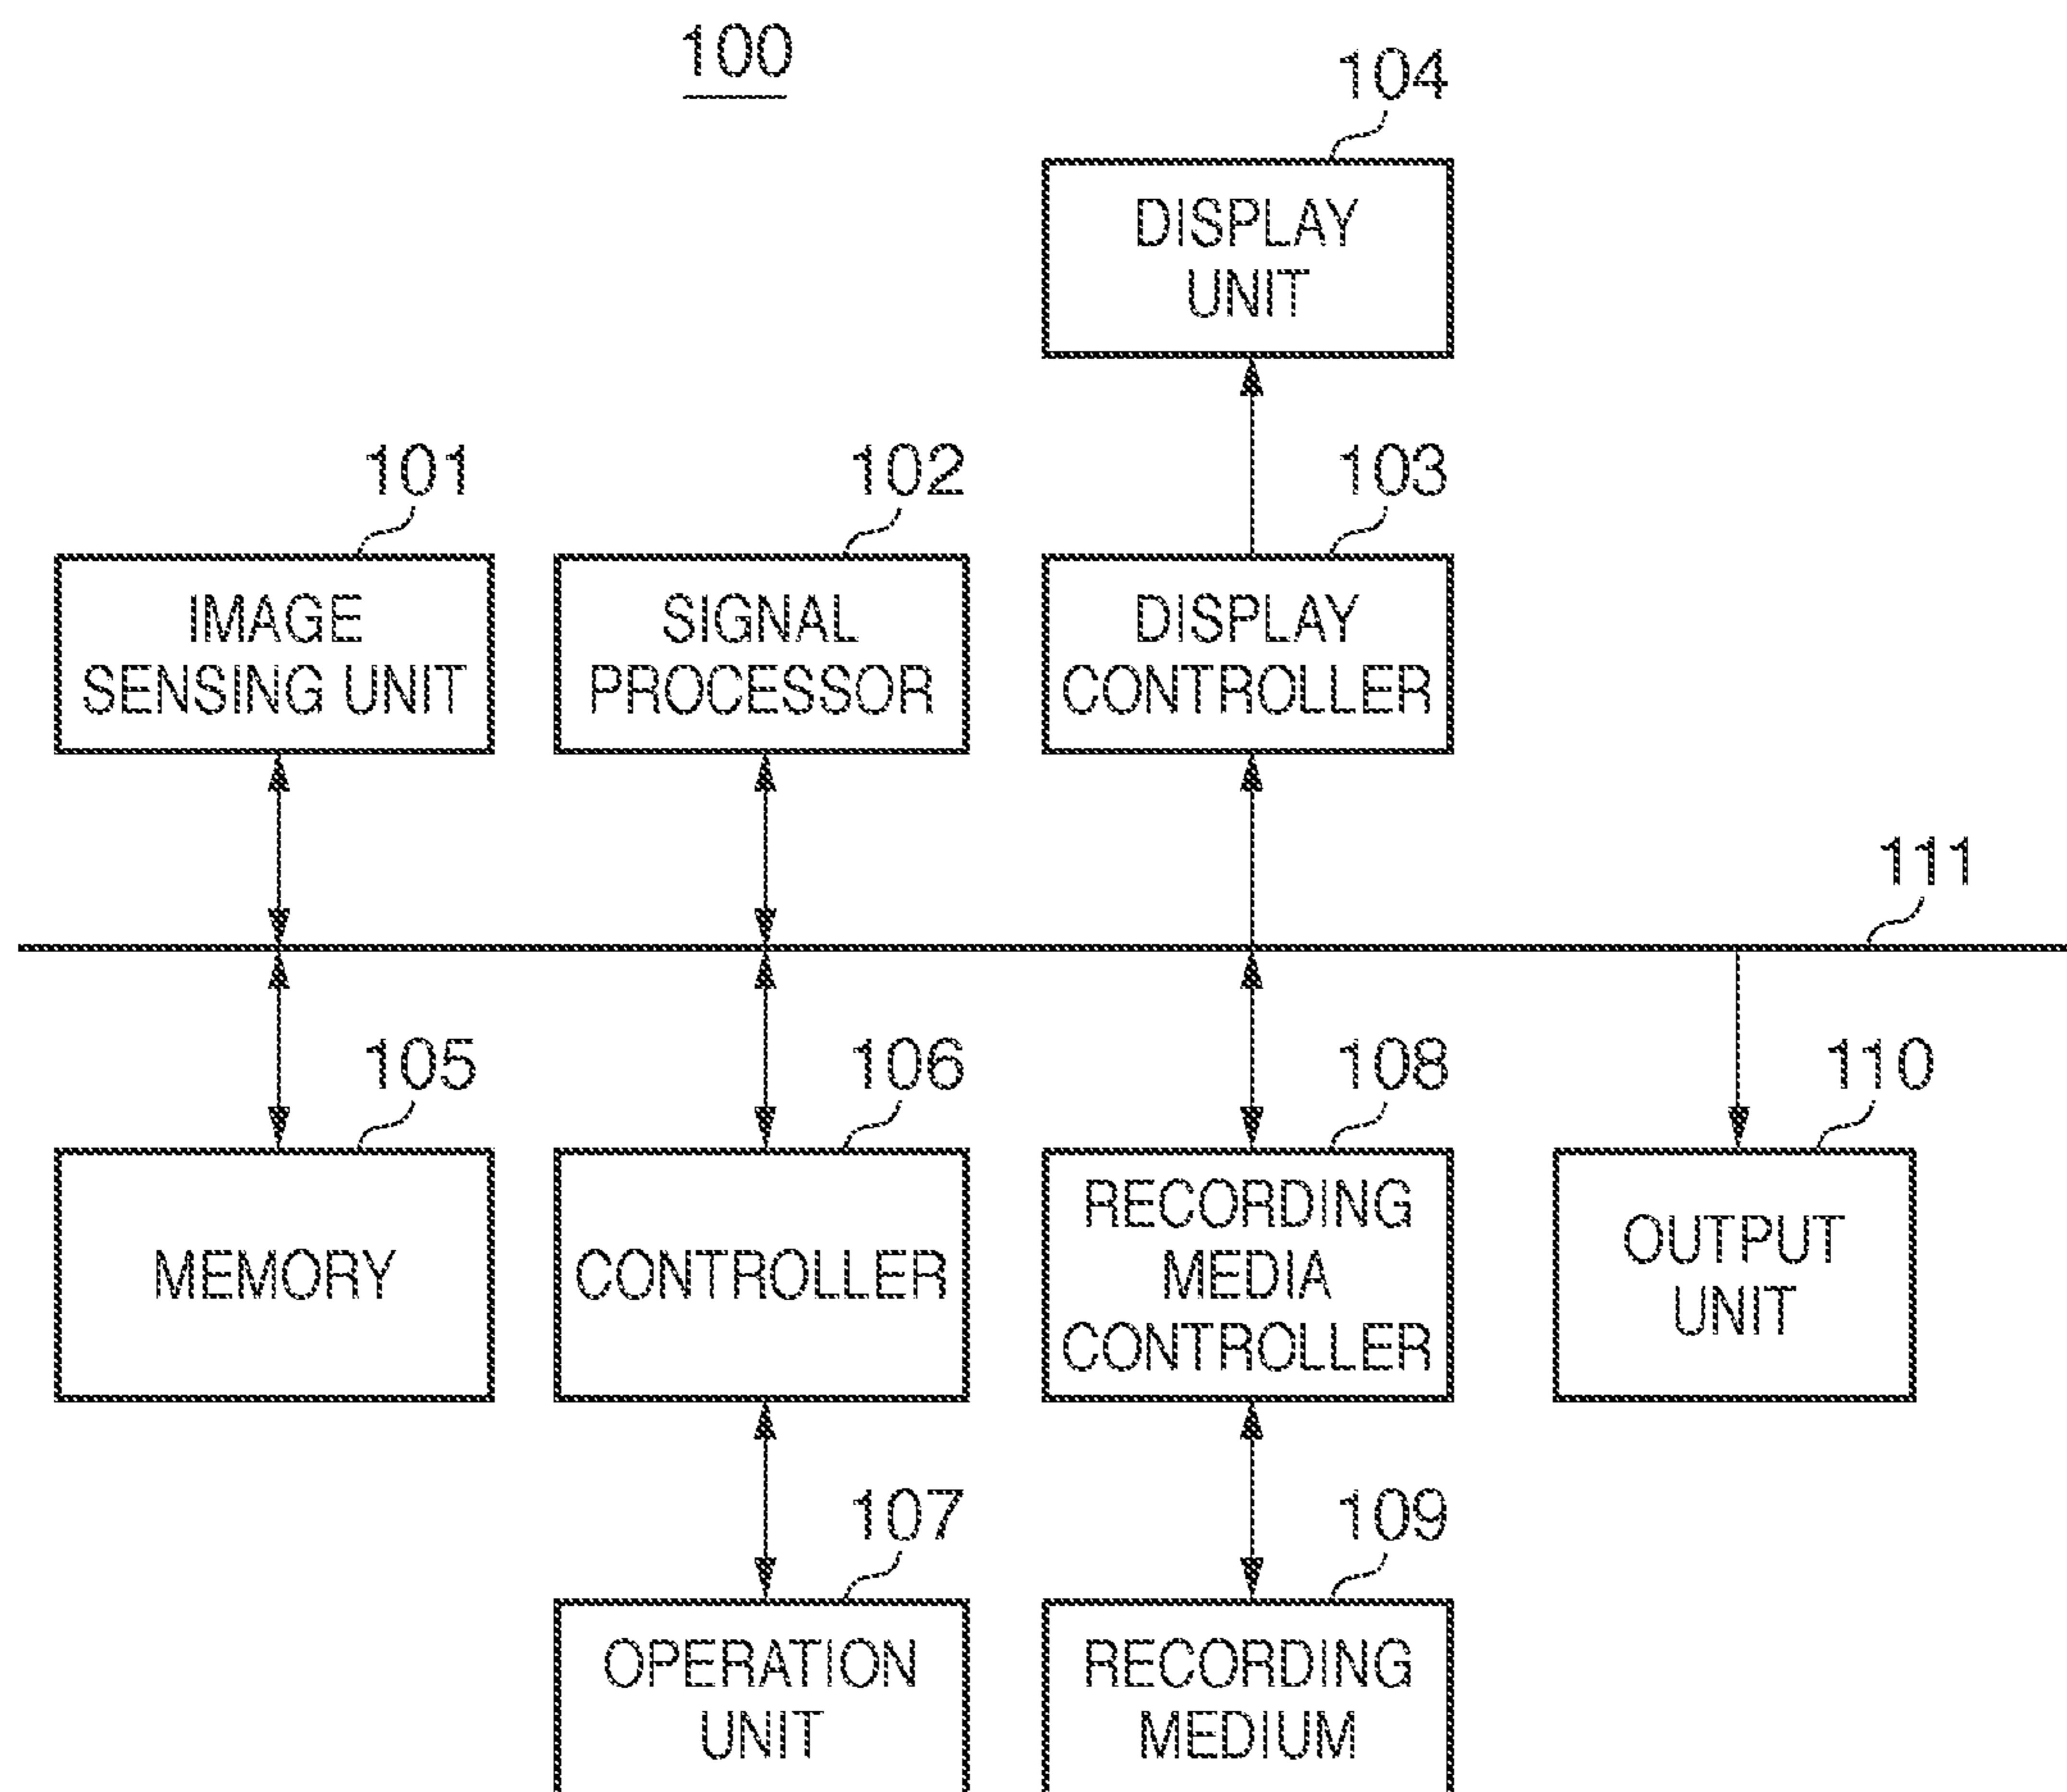 100
104
DISPLAY
UNIT
101
102
103
IMAGE
SENSING UNIT
SIGNAL
PROCESSOR
DISPLAY
CONTROLLER
111
105
106
108
110
MEMORY
CONTROLLER
RECORDING
MEDIA
CONTROLLER
OUTPUT
UNIT
107
109
OPERATION
UNIT
RECORDING
MEDIUM